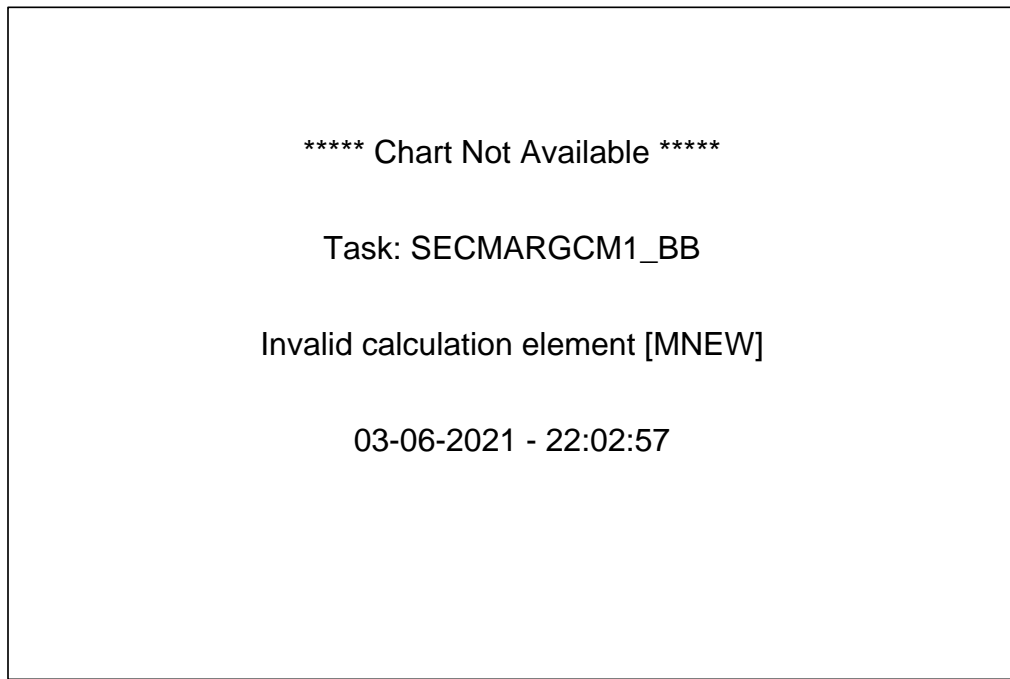 ***** Chart Not Available *****
Task: SECMARGCM1_BB
Invalid calculation element [MNEW]
03-06-2021 - 22:02:57